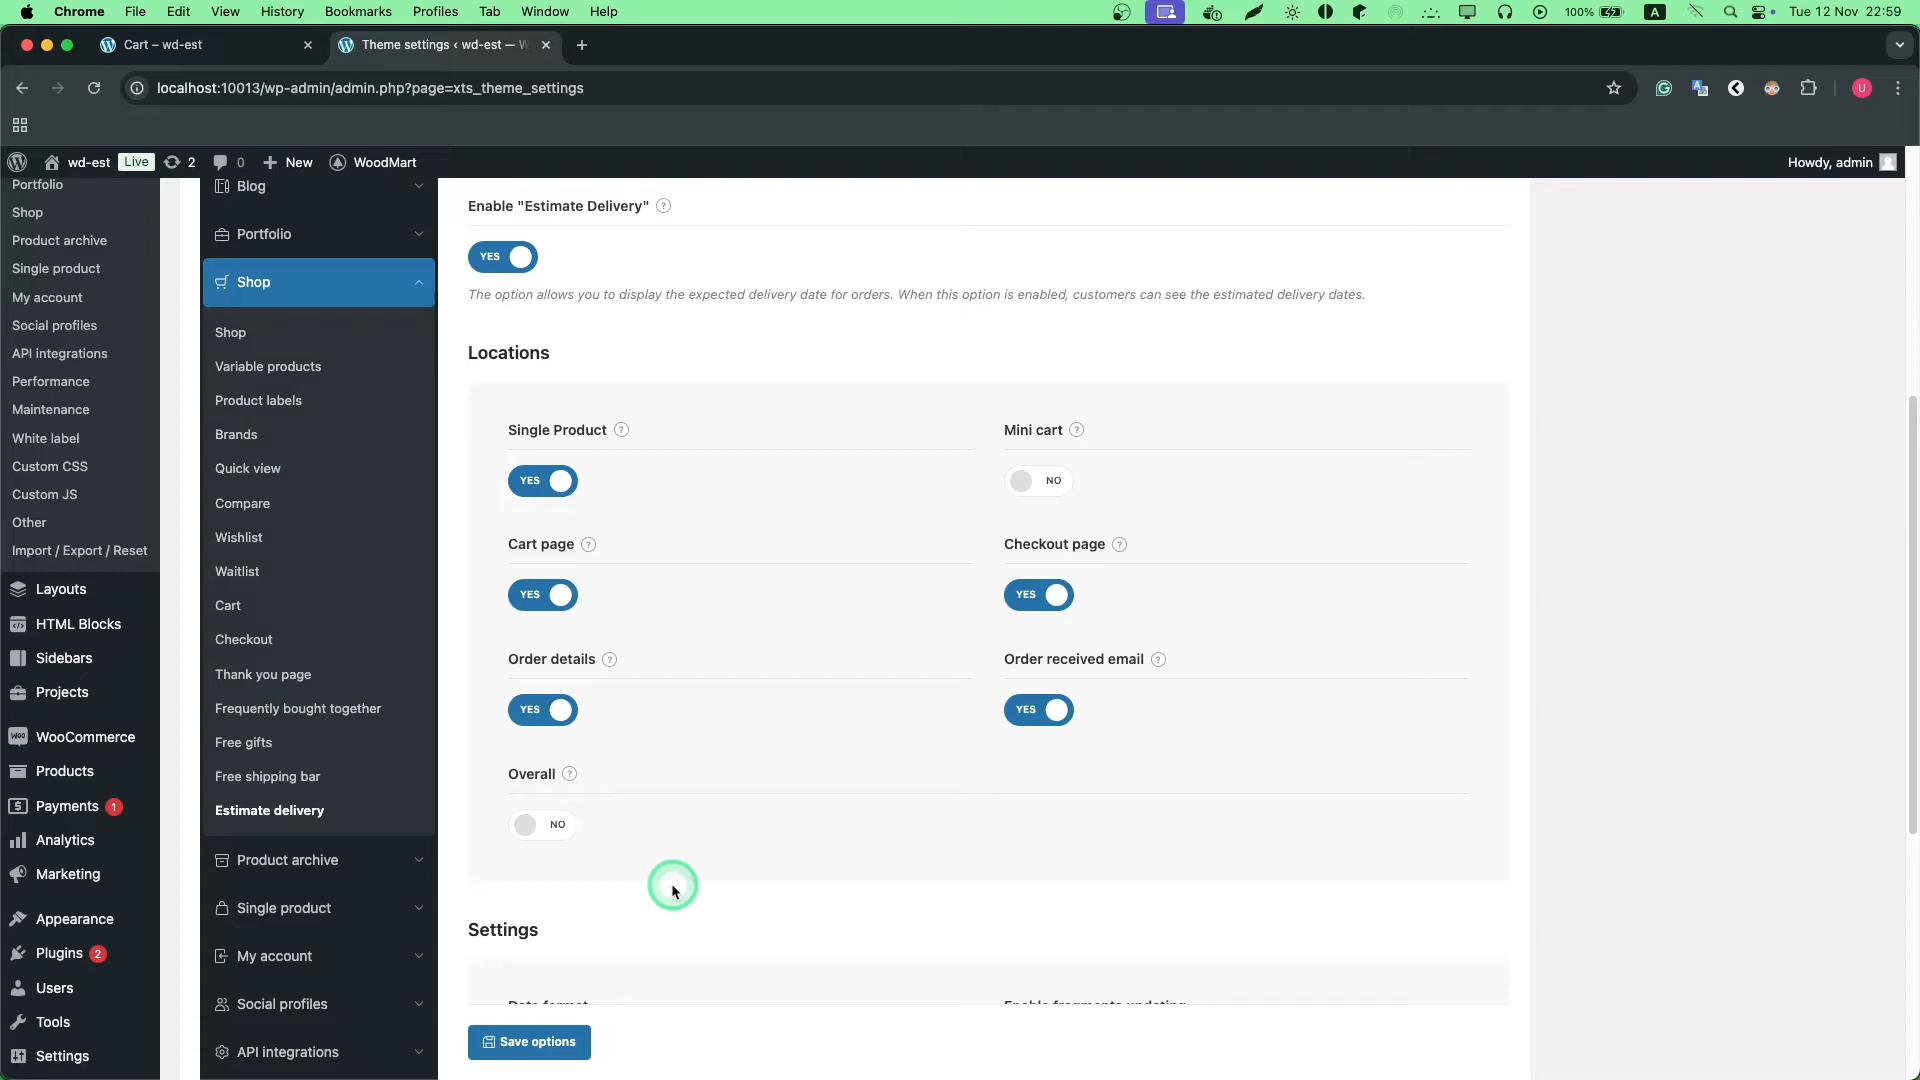 Chrome File Edit View History Bookmarks Profiles Tab Window Help 100% A Tue 12 Nov 22:59
Cart – wd-est
Theme settings ‹ wd-est — W
localhost:10013/wp-admin/admin.php?page=xts_theme_settings
U
wd-est Live 2 0 New WoodMart Howdy, admin
Portfolio
Shop
Product archive
Single product
My account
Social profiles
API integrations
Performance
Maintenance
White label
Custom CSS
Custom JS
Other
Import / Export / Reset
Layouts
HTML Blocks
Sidebars
Projects
WooCommerce
Products
Payments 1
Analytics
Marketing
Appearance
Plugins 2
Users
Tools
Settings
Blog
Portfolio
Shop
Shop
Variable products
Product labels
Brands
Quick view
Compare
Wishlist
Waitlist
Cart
Checkout
Thank you page
Frequently bought together
Free gifts
Free shipping bar
Estimate delivery
Product archive
Single product
My account
Social profiles
API integrations
Enable "Estimate Delivery" ?
YES
The option allows you to display the expected delivery date for orders. When this option is enabled, customers can see the estimated delivery dates.
Locations
Single Product ?
YES
Mini cart ?
NO
Cart page ?
YES
Checkout page ?
YES
Order details ?
YES
Order received email ?
YES
Overall ?
NO
Settings
Date format
Enable fragments updating
Save options